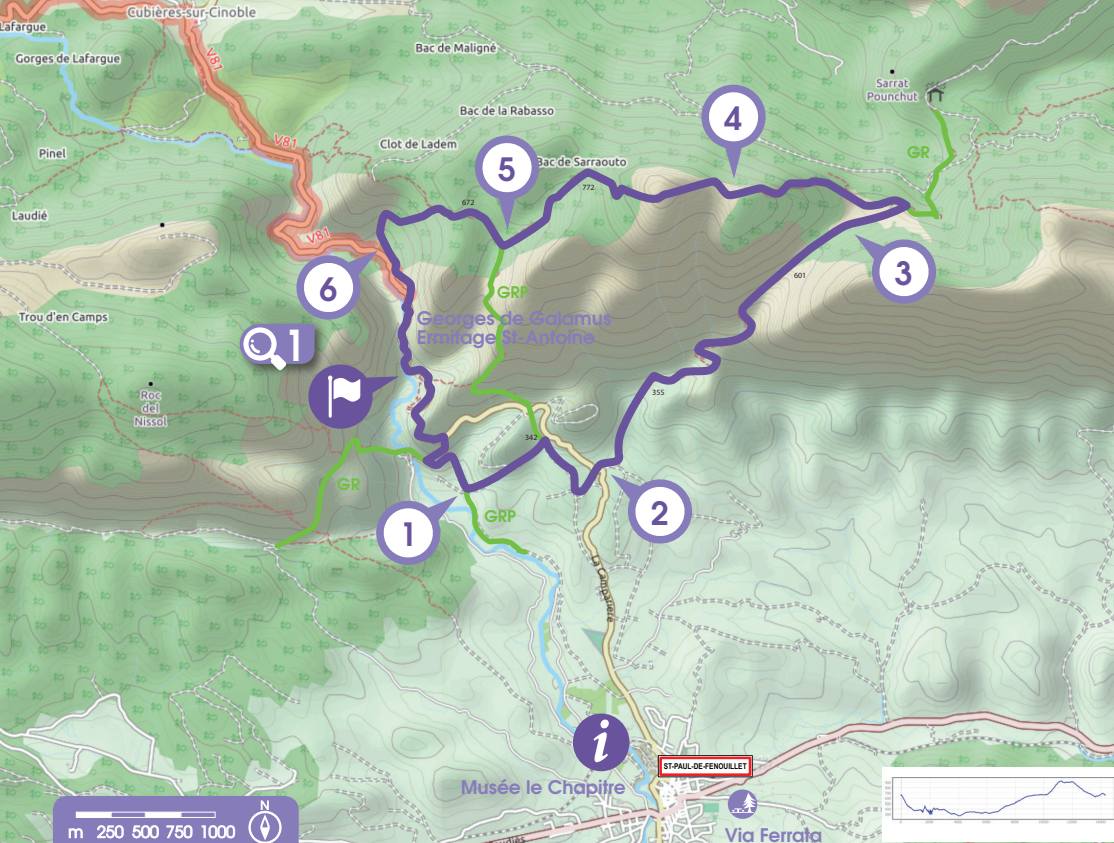 Cubières-sur-Cinoble
Lafargue
Gorges de Lafargue
V81
Bac de Maligné
Sarrat
Pounchut
Bac de la Rabasso
4
V81
Pinel
Clot de Ladem
5
Bac de Sarraouto
GR
772
672
Laudié
V81
3
601
6
GRP
Trou d'en Camps
Georges de Galamus
Ermitage St-Antoine
1
355
Roc
del
Nissol
342
GR
1
GRP
2
La Camparière
i
ST-PAUL-DE-FENOUILLET
Musée le Chapitre
N
m 250 500 750 1000
Via Ferrata